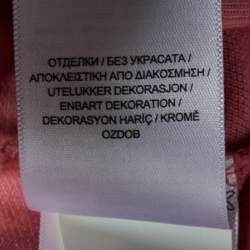 ОТДЕЛКИ / БЕЗ УКРАСАТА /
ΑΠΟΚΛΕΙΣΤΙΚΗ ΑΠΟ ΔΙΑΚΟΣΜΗΣΗ /
UTELUKKER DEKORASJON /
ENBART DEKORATION /
DEKORASYON HARİÇ / KROMĚ
OZDOB